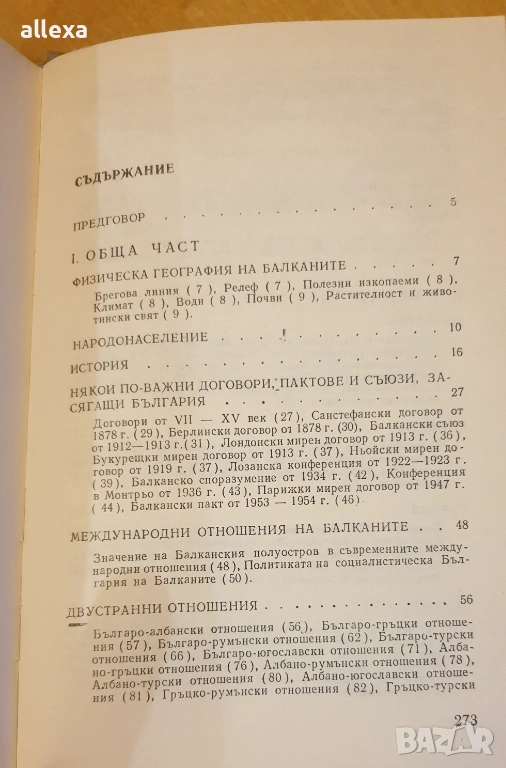 allexa
СЪДЪРЖАНИЕ
ПРЕДГОВОР . . . . . . . . . . . . . . . 5
I. ОБЩА ЧАСТ
ФИЗИЧЕСКА ГЕОГРАФИЯ НА БАЛКАНИТЕ . . . . . 7
Брегова линия (7), Релеф (7), Полезни изкопаеми (8),
Климат (8), Води (8), Почви (9), Растителност и живо-
тински свят (9).
НАРОДОНАСЕЛЕНИЕ . . . . . . . . . . . 10
ИСТОРИЯ . . . . . . . . . . . . . . . 16
НЯКОИ ПО-ВАЖНИ ДОГОВОРИ, ПАКТОВЕ И СЪЮЗИ, ЗА-
СЯГАЩИ БЪЛГАРИЯ . . . . . . . . . . . 27
Договори от VII — XV век (27), Санстефански договор от
1878 г. (29), Берлински договор от 1878 г. (30), Балкански съюз
от 1912—1913 г. (31), Лондонски мирен договор от 1913 г. (36),
Букурещки мирен договор от 1913 г. (37), Ньойски мирен до-
говор от 1919 г. (37), Лозанска конференция от 1922—1923 г.
(39), Балканско споразумение от 1934 г. (42), Конференция
в Монтрьо от 1936 г. (43), Парижки мирен договор от 1947 г.
(44), Балкански пакт от 1953 — 1954 г. (46).
МЕЖДУНАРОДНИ ОТНОШЕНИЯ НА БАЛКАНИТЕ . . 48
Значение на Балканския полуостров в съвременните между-
народни отношения (48), Политиката на социалистическа Бъл-
гария на Балканите (50).
ДВУСТРАННИ ОТНОШЕНИЯ . . . . . . . . . 56
Българо-албански отношения (56), Българо-гръцки отноше-
ния (57), Българо-румънски отношения (62), Българо-турски
отношения (66), Българо-югославски отношения (71), Алба-
но-гръцки отношения (76), Албано-румънски отношения (78),
Албано-турски отношения (80), Албано-югославски отношения
(81), Гръцко-румънски отношения (82), Гръцко-турски
273
BAZAR.bg